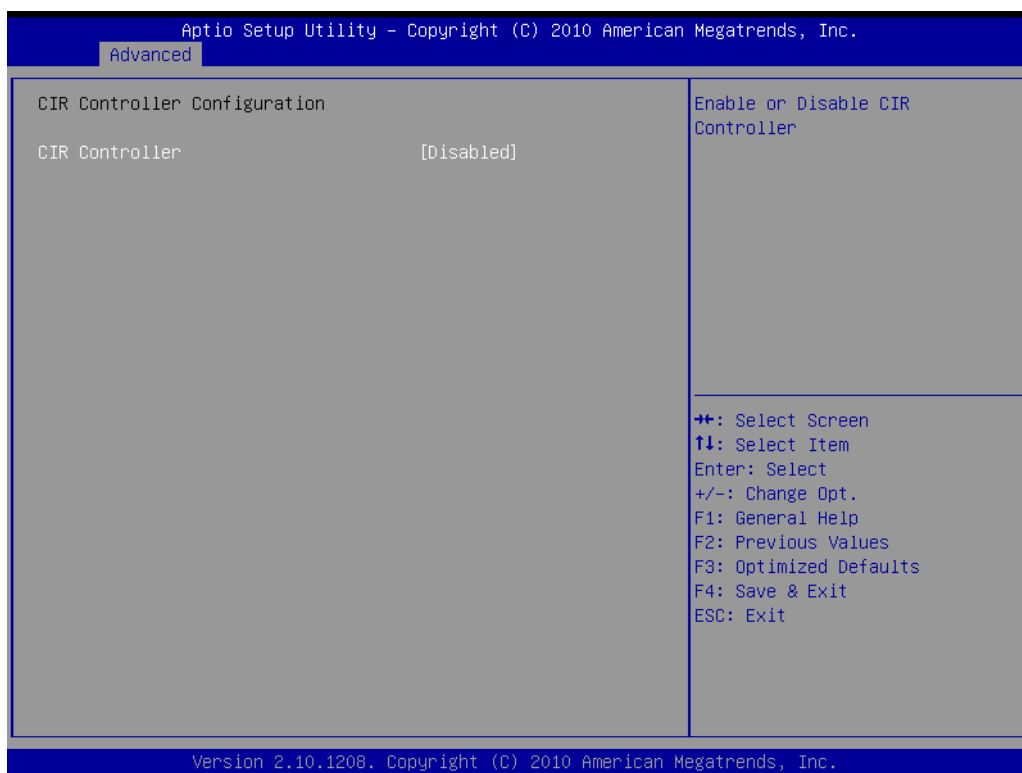 Aptio Setup Utility – Copyright (C) 2010 American Megatrends, Inc.
Advanced
CIR Controller Configuration
CIR Controller [Disabled]
Enable or Disable CIR
Controller
→←: Select Screen
↑↓: Select Item
Enter: Select
+/-: Change Opt.
F1: General Help
F2: Previous Values
F3: Optimized Defaults
F4: Save & Exit
ESC: Exit
Version 2.10.1208. Copyright (C) 2010 American Megatrends, Inc.